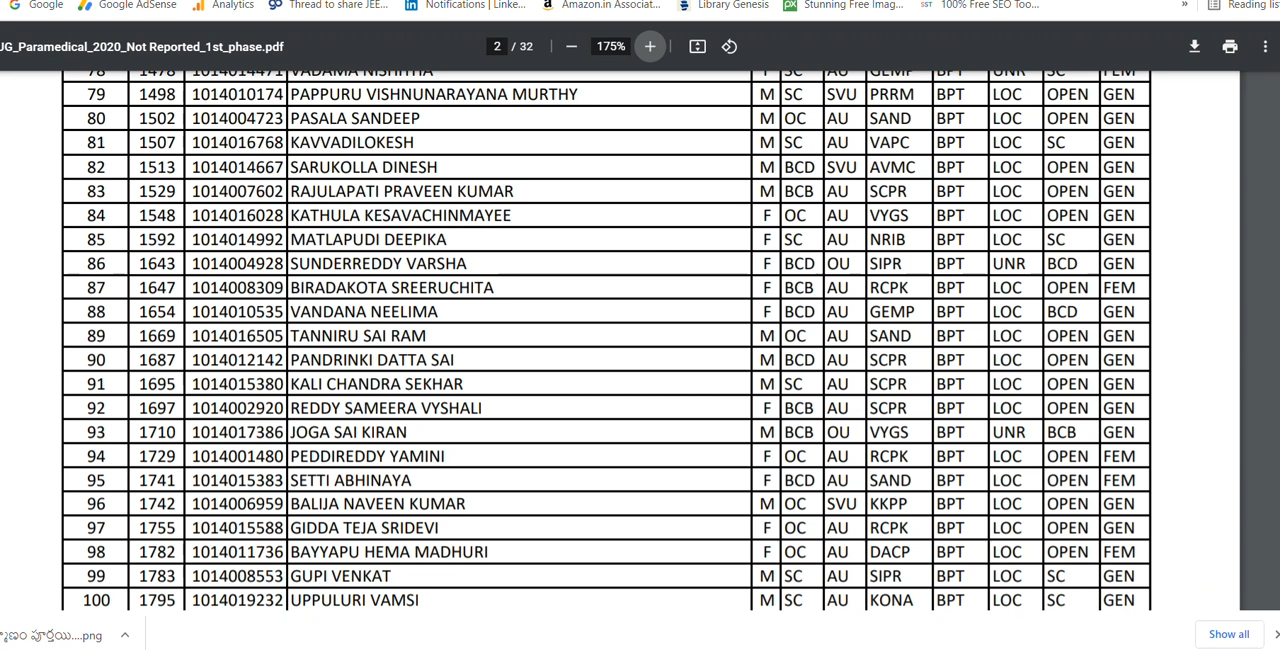 Google Google AdSense Analytics Thread to share JEE... Notifications | Linke... Amazon.in Associat... Library Genesis Stunning Free Imag... SST 100% Free SEO Too... » Reading list
UG_Paramedical_2020_Not Reported_1st_phase.pdf 2 / 32 175%
78 1478 1014014471 VADAMA NISHITHA F SC AU GEMP BPT UNR SC FEM
79 1498 1014010174 PAPPURU VISHNUNARAYANA MURTHY M SC SVU PRRM BPT LOC OPEN GEN
80 1502 1014004723 PASALA SANDEEP M OC AU SAND BPT LOC OPEN GEN
81 1507 1014016768 KAVVADILOKESH M SC AU VAPC BPT LOC SC GEN
82 1513 1014014667 SARUKOLLA DINESH M BCD SVU AVMC BPT LOC OPEN GEN
83 1529 1014007602 RAJULAPATI PRAVEEN KUMAR M BCB AU SCPR BPT LOC OPEN GEN
84 1548 1014016028 KATHULA KESAVACHINMAYEE F OC AU VYGS BPT LOC OPEN GEN
85 1592 1014014992 MATLAPUDI DEEPIKA F SC AU NRIB BPT LOC SC GEN
86 1643 1014004928 SUNDERREDDY VARSHA F BCD OU SIPR BPT UNR BCD GEN
87 1647 1014008309 BIRADAKOTA SREERUCHITA F BCB AU RCPK BPT LOC OPEN FEM
88 1654 1014010535 VANDANA NEELIMA F BCD AU GEMP BPT LOC BCD GEN
89 1669 1014016505 TANNIRU SAI RAM M OC AU SAND BPT LOC OPEN GEN
90 1687 1014012142 PANDRINKI DATTA SAI M BCD AU SCPR BPT LOC OPEN GEN
91 1695 1014015380 KALI CHANDRA SEKHAR M SC AU SCPR BPT LOC OPEN GEN
92 1697 1014002920 REDDY SAMEERA VYSHALI F BCB AU SCPR BPT LOC OPEN GEN
93 1710 1014017386 JOGA SAI KIRAN M BCB OU VYGS BPT UNR BCB GEN
94 1729 1014001480 PEDDIREDDY YAMINI F OC AU RCPK BPT LOC OPEN FEM
95 1741 1014015383 SETTI ABHINAYA F BCD AU SAND BPT LOC OPEN FEM
96 1742 1014006959 BALIJA NAVEEN KUMAR M OC SVU KKPP BPT LOC OPEN GEN
97 1755 1014015588 GIDDA TEJA SRIDEVI F OC AU RCPK BPT LOC OPEN GEN
98 1782 1014011736 BAYYAPU HEMA MADHURI F OC AU DACP BPT LOC OPEN FEM
99 1783 1014008553 GUPI VENKAT M SC AU SIPR BPT LOC SC GEN
100 1795 1014019232 UPPULURI VAMSI M SC AU KONA BPT LOC SC GEN
పూర్తయి....png Show all